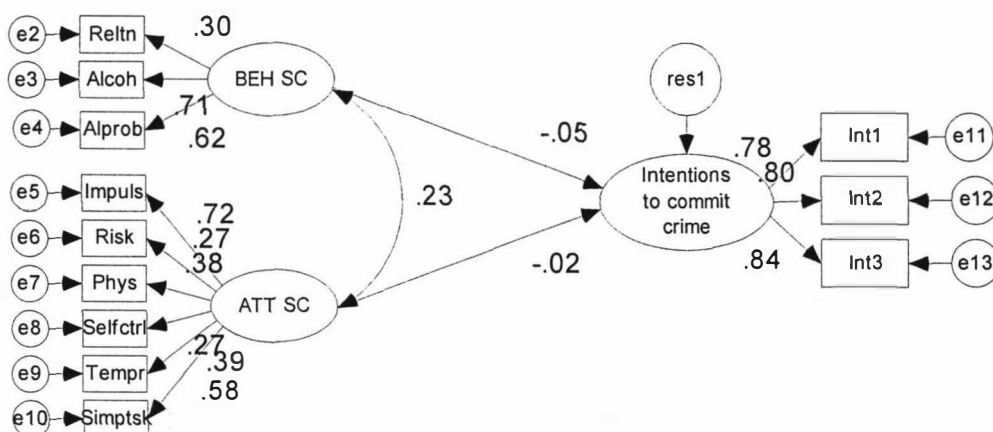 e2
Reltn
.30
e3
Alcoh
BEH SC
e4
Alprob
.71
.62
res1
-.05
.78
Int1
e11
.80
Intentions
to commit
crime
Int2
e12
.84
Int3
e13
.23
-.02
e5
Impuls
.72
e6
Risk
.27
.38
e7
Phys
ATT SC
e8
Selfctrl
.27
.39
e9
Tempr
.58
e10
Simptsk